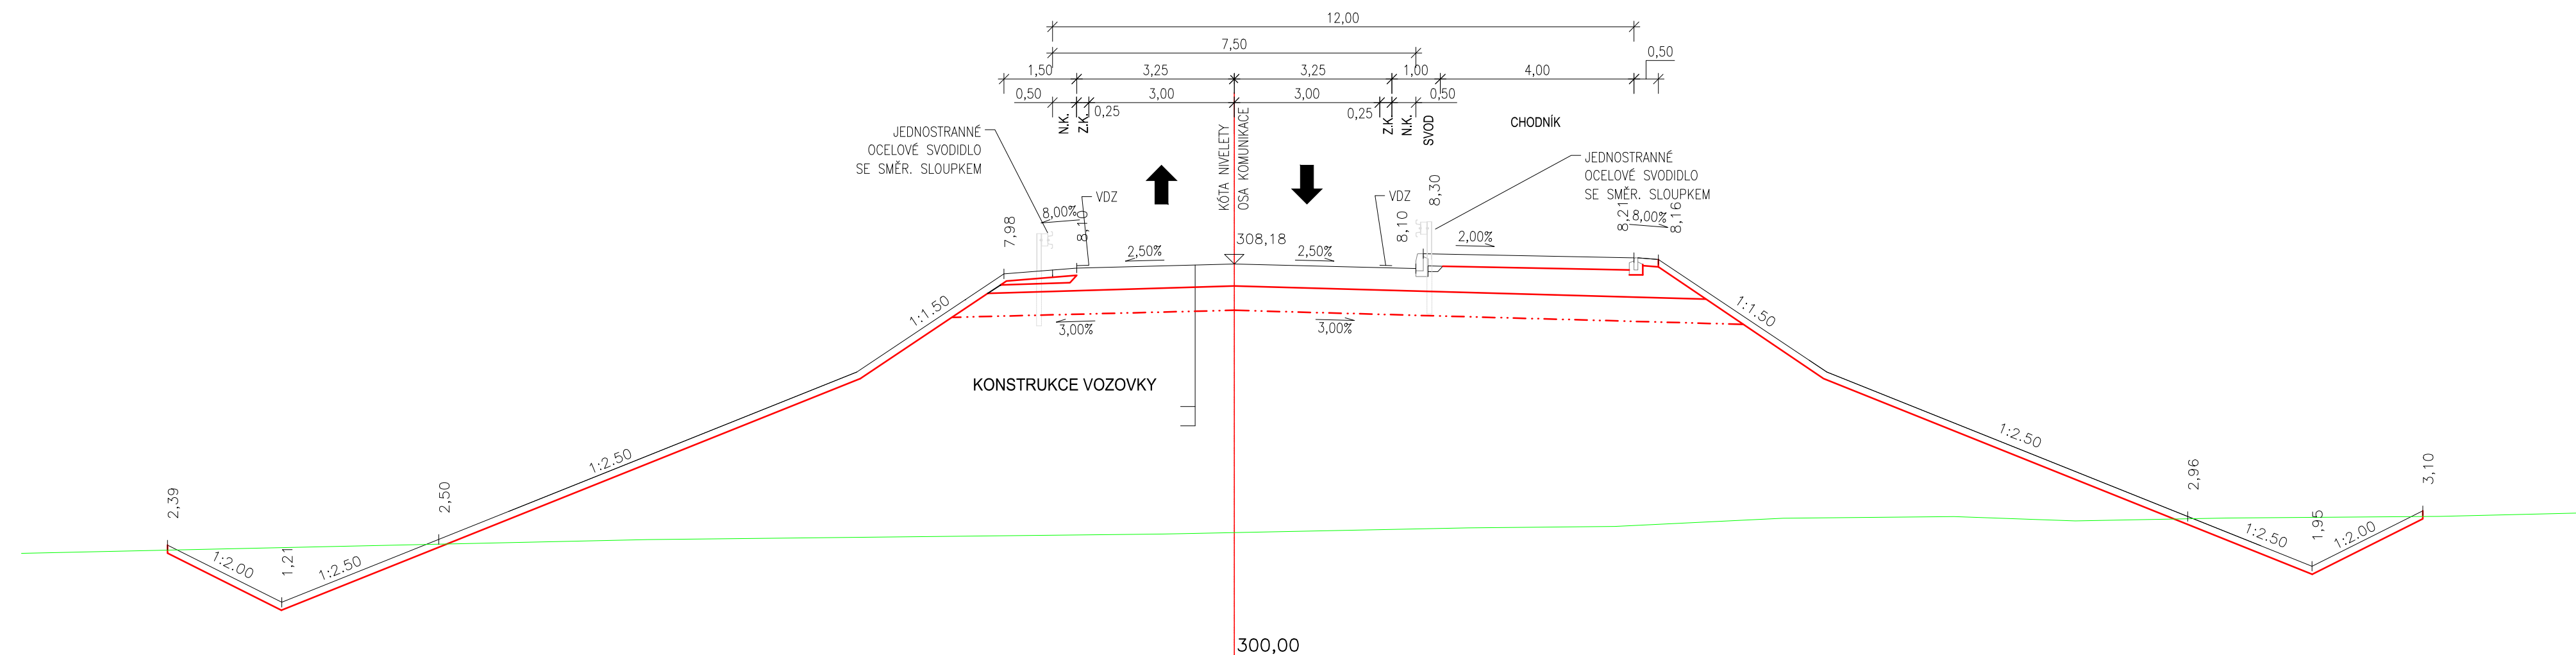 12,00
7,50
0,50
1,50 3,25 3,25 1,00 4,00
0,50 3,00 3,00 0,50
0,25 0,25
N.K. Z.K. Z.K. N.K. SVOD
CHODNÍK
KÓTA NIVELETY
OSA KOMUNIKACE
JEDNOSTRANNÉ
OCELOVÉ SVODIDLO
SE SMĚR. SLOUPKEM
JEDNOSTRANNÉ
OCELOVÉ SVODIDLO
SE SMĚR. SLOUPKEM
VDZ VDZ
7,98 8,00% 8,10 8,10 8,30 8,21 8,00% 8,16
2,50% 308,18 2,50% 2,00%
1:1.50 1:1.50
3,00% 3,00%
KONSTRUKCE VOZOVKY
1:2.50 1:2.50
2,39 2,50 2,96 3,10
1:2.00 1,21 1:2.50 1:2.50 1,95 1:2.00
300,00